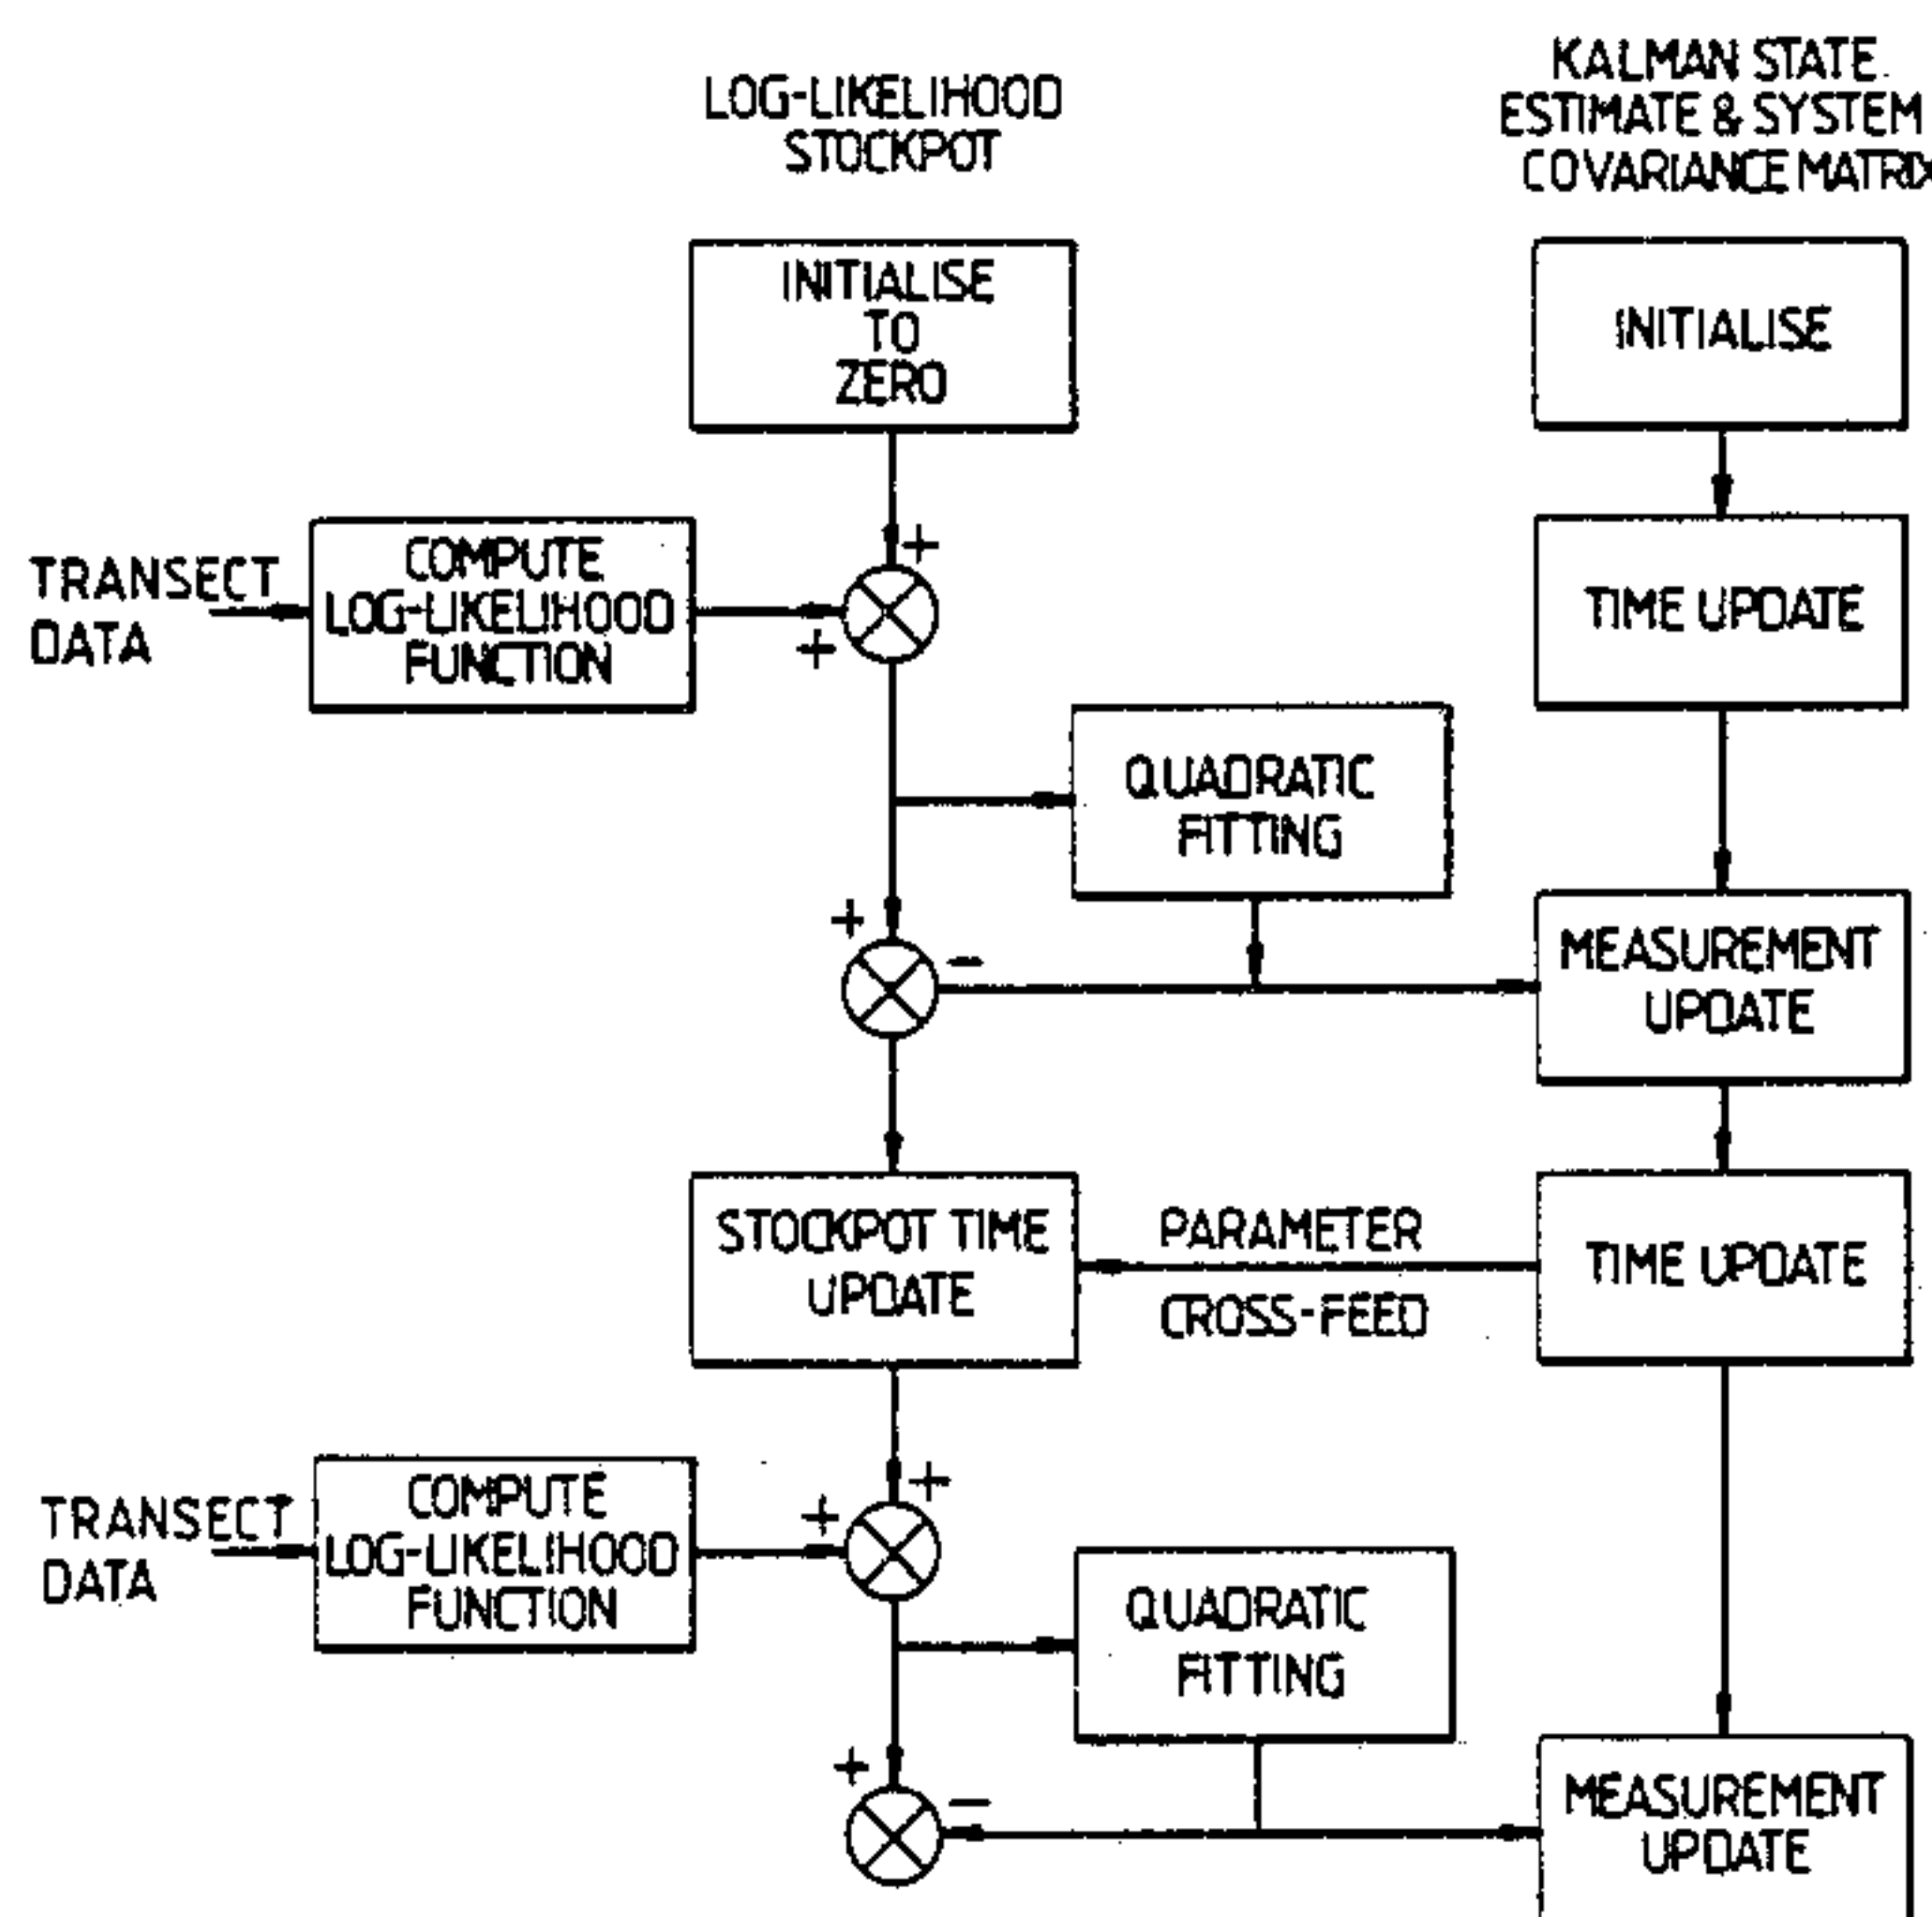 LOG-LIKELIHOOD
STOCKPOT
KALMAN STATE
ESTIMATE & SYSTEM
COVARIANCE MATRIX
INITIALISE
TO
ZERO
INITIALISE
TRANSECT
DATA
COMPUTE
LOG-LIKELIHOOD
FUNCTION
+
+
TIME UPDATE
QUADRATIC
FITTING
+
-
MEASUREMENT
UPDATE
STOCKPOT TIME
UPDATE
PARAMETER
CROSS-FEED
TIME UPDATE
TRANSECT
DATA
COMPUTE
LOG-LIKELIHOOD
FUNCTION
+
+
QUADRATIC
FITTING
+
-
MEASUREMENT
UPDATE